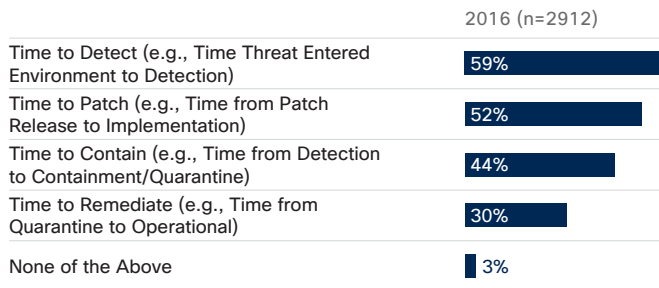 2016 (n=2912)
Time to Detect (e.g., Time Threat Entered
Environment to Detection)
59%
Time to Patch (e.g., Time from Patch
Release to Implementation)
52%
Time to Contain (e.g., Time from Detection
to Containment/Quarantine)
44%
Time to Remediate (e.g., Time from
Quarantine to Operational)
30%
None of the Above
3%